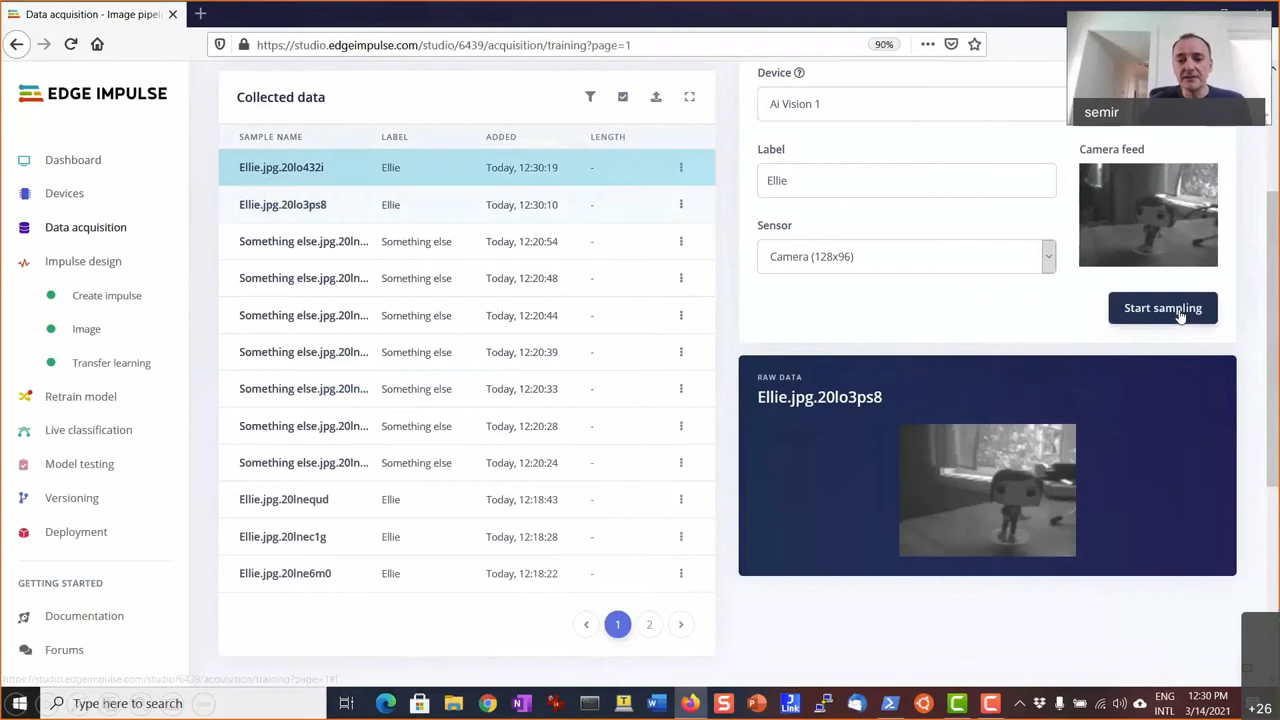 Data acquisition - Image pipel
https://studio.edgeimpulse.com/studio/6439/acquisition/training?page=1
90%
semir
EDGE IMPULSE
Dashboard
Devices
Data acquisition
Impulse design
Create impulse
Image
Transfer learning
Retrain model
Live classification
Model testing
Versioning
Deployment
GETTING STARTED
Documentation
Forums
Collected data
SAMPLE NAME LABEL ADDED LENGTH
Ellie.jpg.20lo432i Ellie Today, 12:30:19 -
Ellie.jpg.20lo3ps8 Ellie Today, 12:30:10 -
Something else.jpg.20ln... Something else Today, 12:20:54 -
Something else.jpg.20ln... Something else Today, 12:20:48 -
Something else.jpg.20ln... Something else Today, 12:20:44 -
Something else.jpg.20ln... Something else Today, 12:20:39 -
Something else.jpg.20ln... Something else Today, 12:20:33 -
Something else.jpg.20ln... Something else Today, 12:20:28 -
Something else.jpg.20ln... Something else Today, 12:20:24 -
Ellie.jpg.20lnequd Ellie Today, 12:18:43 -
Ellie.jpg.20lnec1g Ellie Today, 12:18:28 -
Ellie.jpg.20lne6m0 Ellie Today, 12:18:22 -
1 2
Device
Ai Vision 1
Label
Ellie
Sensor
Camera (128x96)
Camera feed
Start sampling
RAW DATA
Ellie.jpg.20lo3ps8
https://studio.edgeimpulse.com/studio/6439/acquisition/training?page=1#
Type here to search
ENG
INTL
12:30 PM
3/14/2021
+26